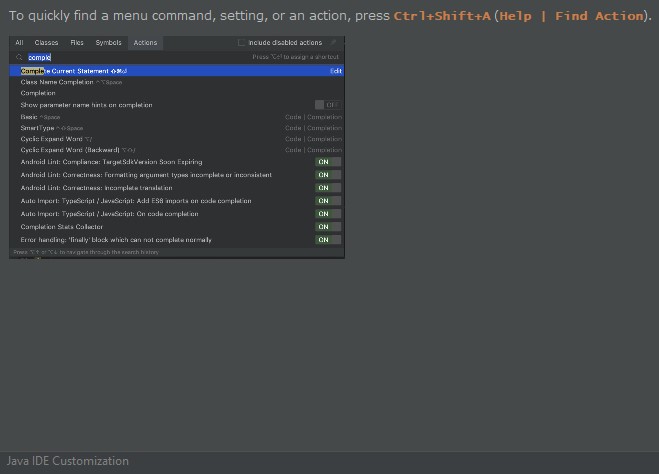 To quickly find a menu command, setting, or an action, press Ctrl+Shift+A (Help | Find Action).
All Classes Files Symbols Actions Include disabled actions
comple Press ⌥⏎ to assign a shortcut
Complete Current Statement ⇧⌘⏎ Edit
Class Name Completion ^⌥Space
Completion
Show parameter name hints on completion OFF
Basic ^Space Code | Completion
SmartType ^⇧Space Code | Completion
Cyclic Expand Word ⌥/ Code | Completion
Cyclic Expand Word (Backward) ⌥⇧/ Code | Completion
Android Lint: Compliance: TargetSdkVersion Soon Expiring ON
Android Lint: Correctness: Formatting argument types incomplete or inconsistent ON
Android Lint: Correctness: Incomplete translation ON
Auto Import: TypeScript / JavaScript: Add ES6 imports on code completion ON
Auto Import: TypeScript / JavaScript: On code completion ON
Completion Stats Collector ON
Error handling: 'finally' block which can not complete normally ON
Press ⌥↑ or ⌥↓ to navigate through the search history
Java IDE Customization